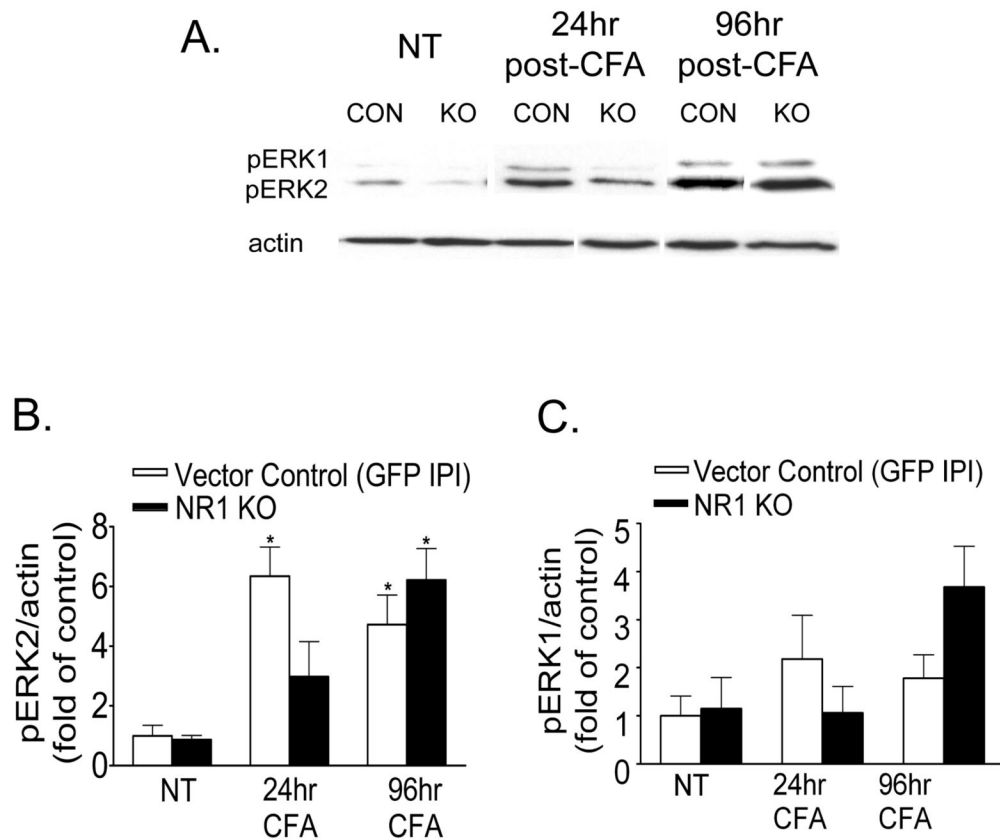 A.
NT
24hr
post-CFA
96hr
post-CFA
CON KO CON KO CON KO
pERK1
pERK2
actin
B.
Vector Control (GFP IPI)
NR1 KO
pERK2/actin
(fold of control)
8
6
4
2
0
*
*
*
NT
24hr
CFA
96hr
CFA
C.
Vector Control (GFP IPI)
NR1 KO
pERK1/actin
(fold of control)
5
4
3
2
1
0
NT
24hr
CFA
96hr
CFA